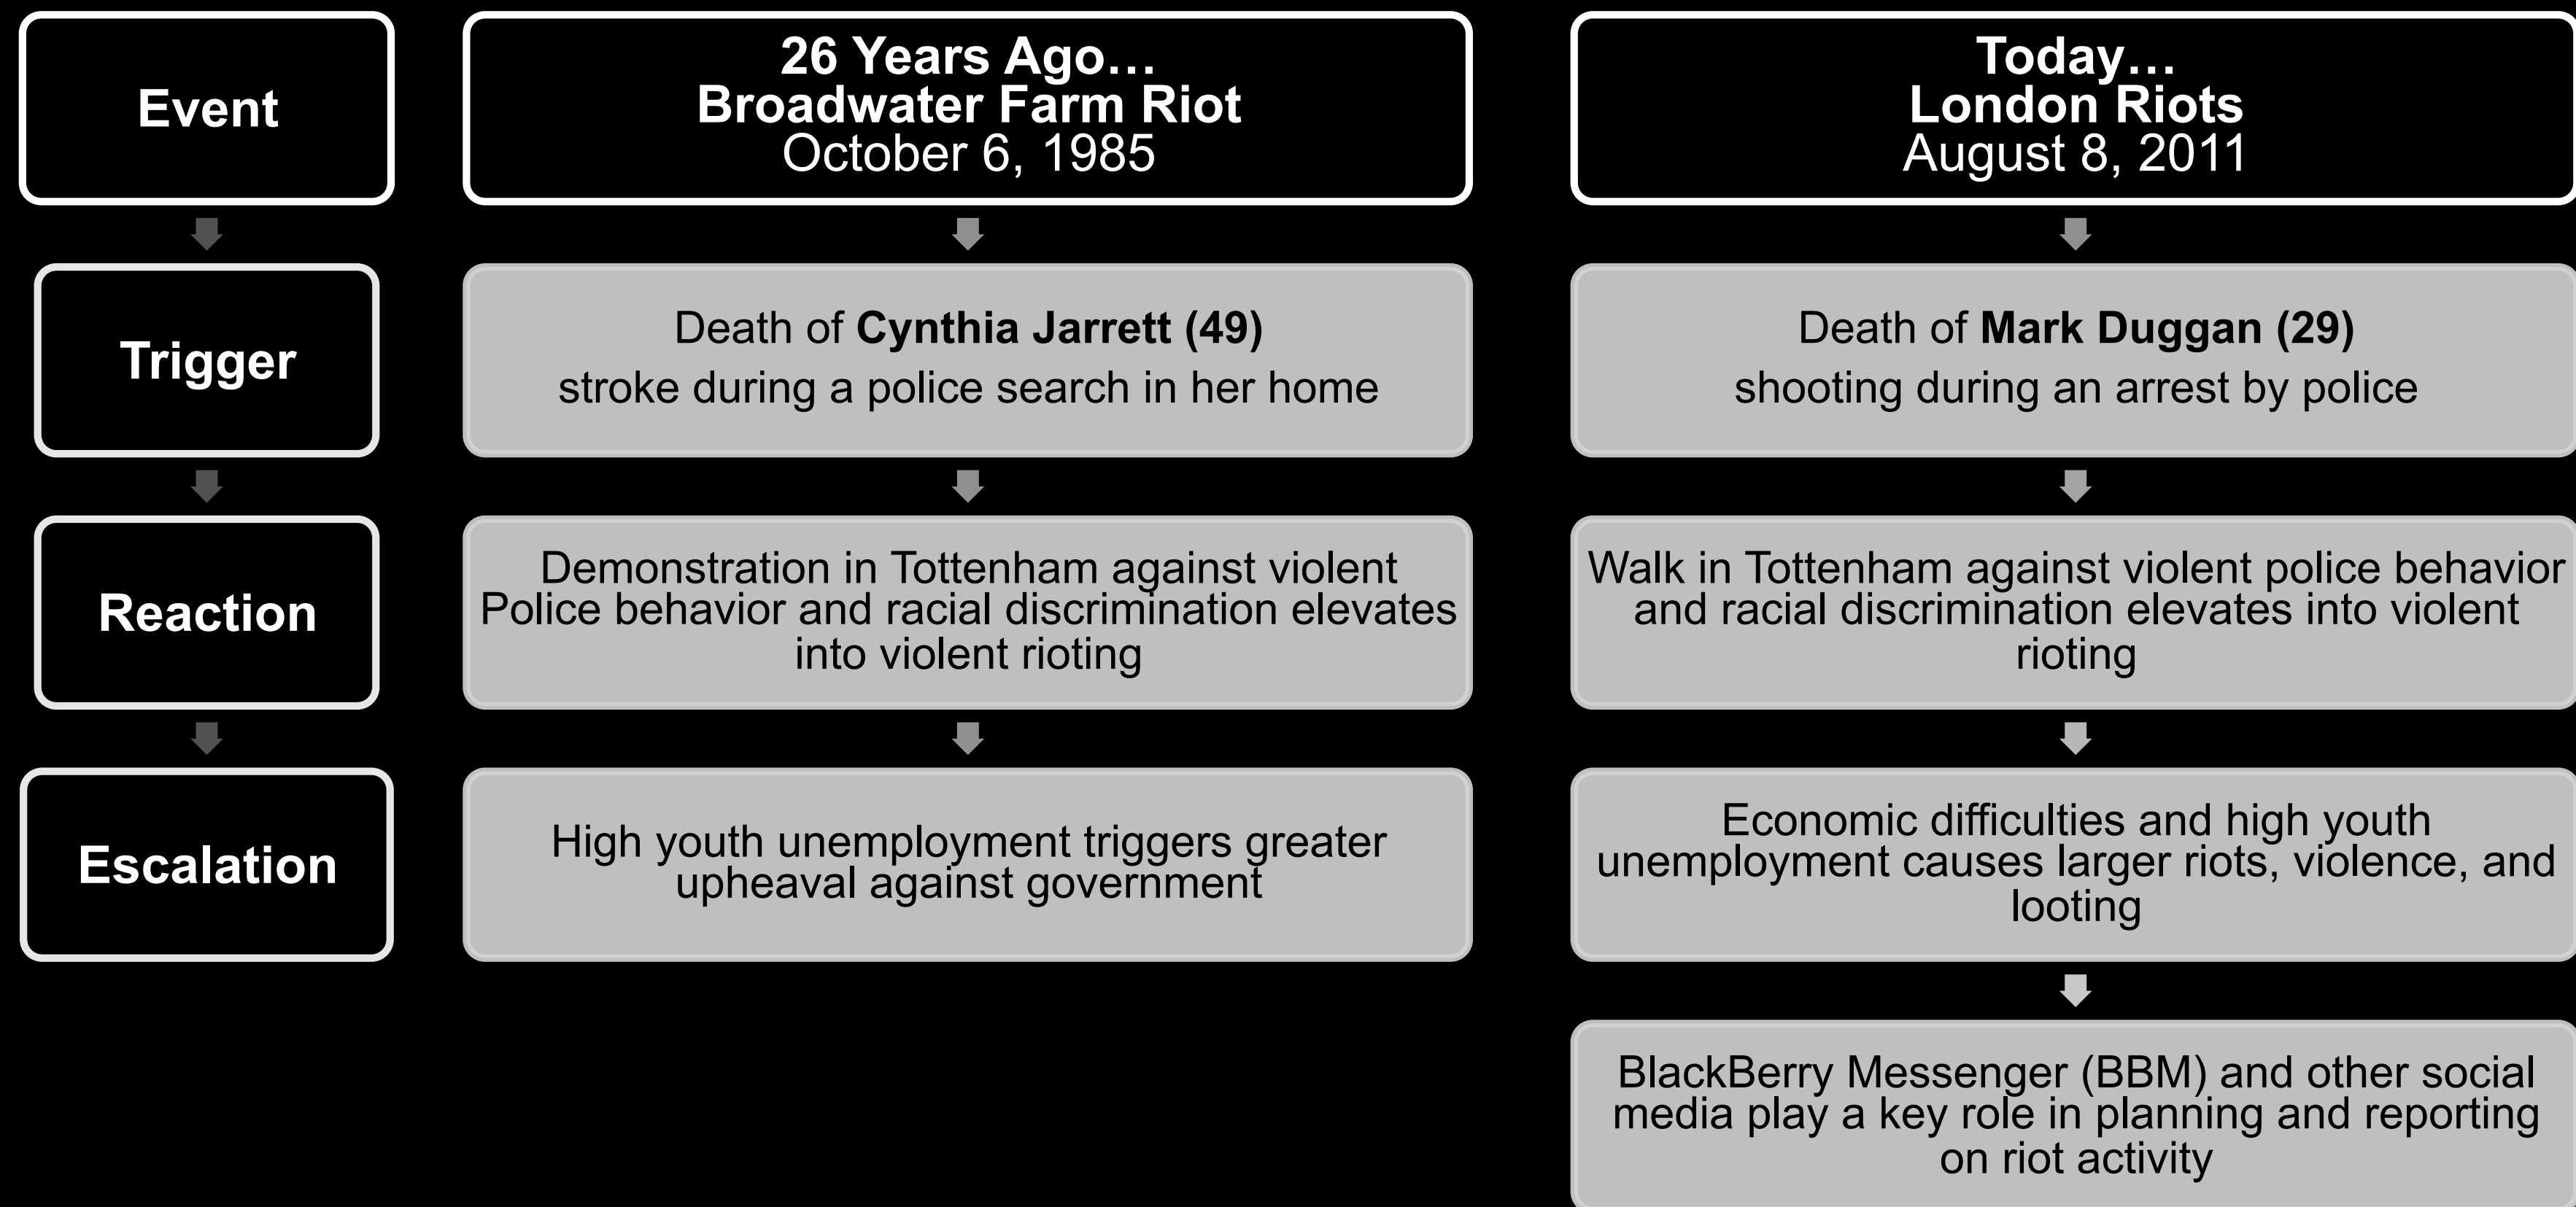 Event
26 Years Ago…
Broadwater Farm Riot
October 6, 1985
Today…
London Riots
August 8, 2011
Trigger
Death of Cynthia Jarrett (49)
stroke during a police search in her home
Death of Mark Duggan (29)
shooting during an arrest by police
Reaction
Demonstration in Tottenham against violent
Police behavior and racial discrimination elevates
into violent rioting
Walk in Tottenham against violent police behavior
and racial discrimination elevates into violent
rioting
Escalation
High youth unemployment triggers greater
upheaval against government
Economic difficulties and high youth
unemployment causes larger riots, violence, and
looting
BlackBerry Messenger (BBM) and other social
media play a key role in planning and reporting
on riot activity